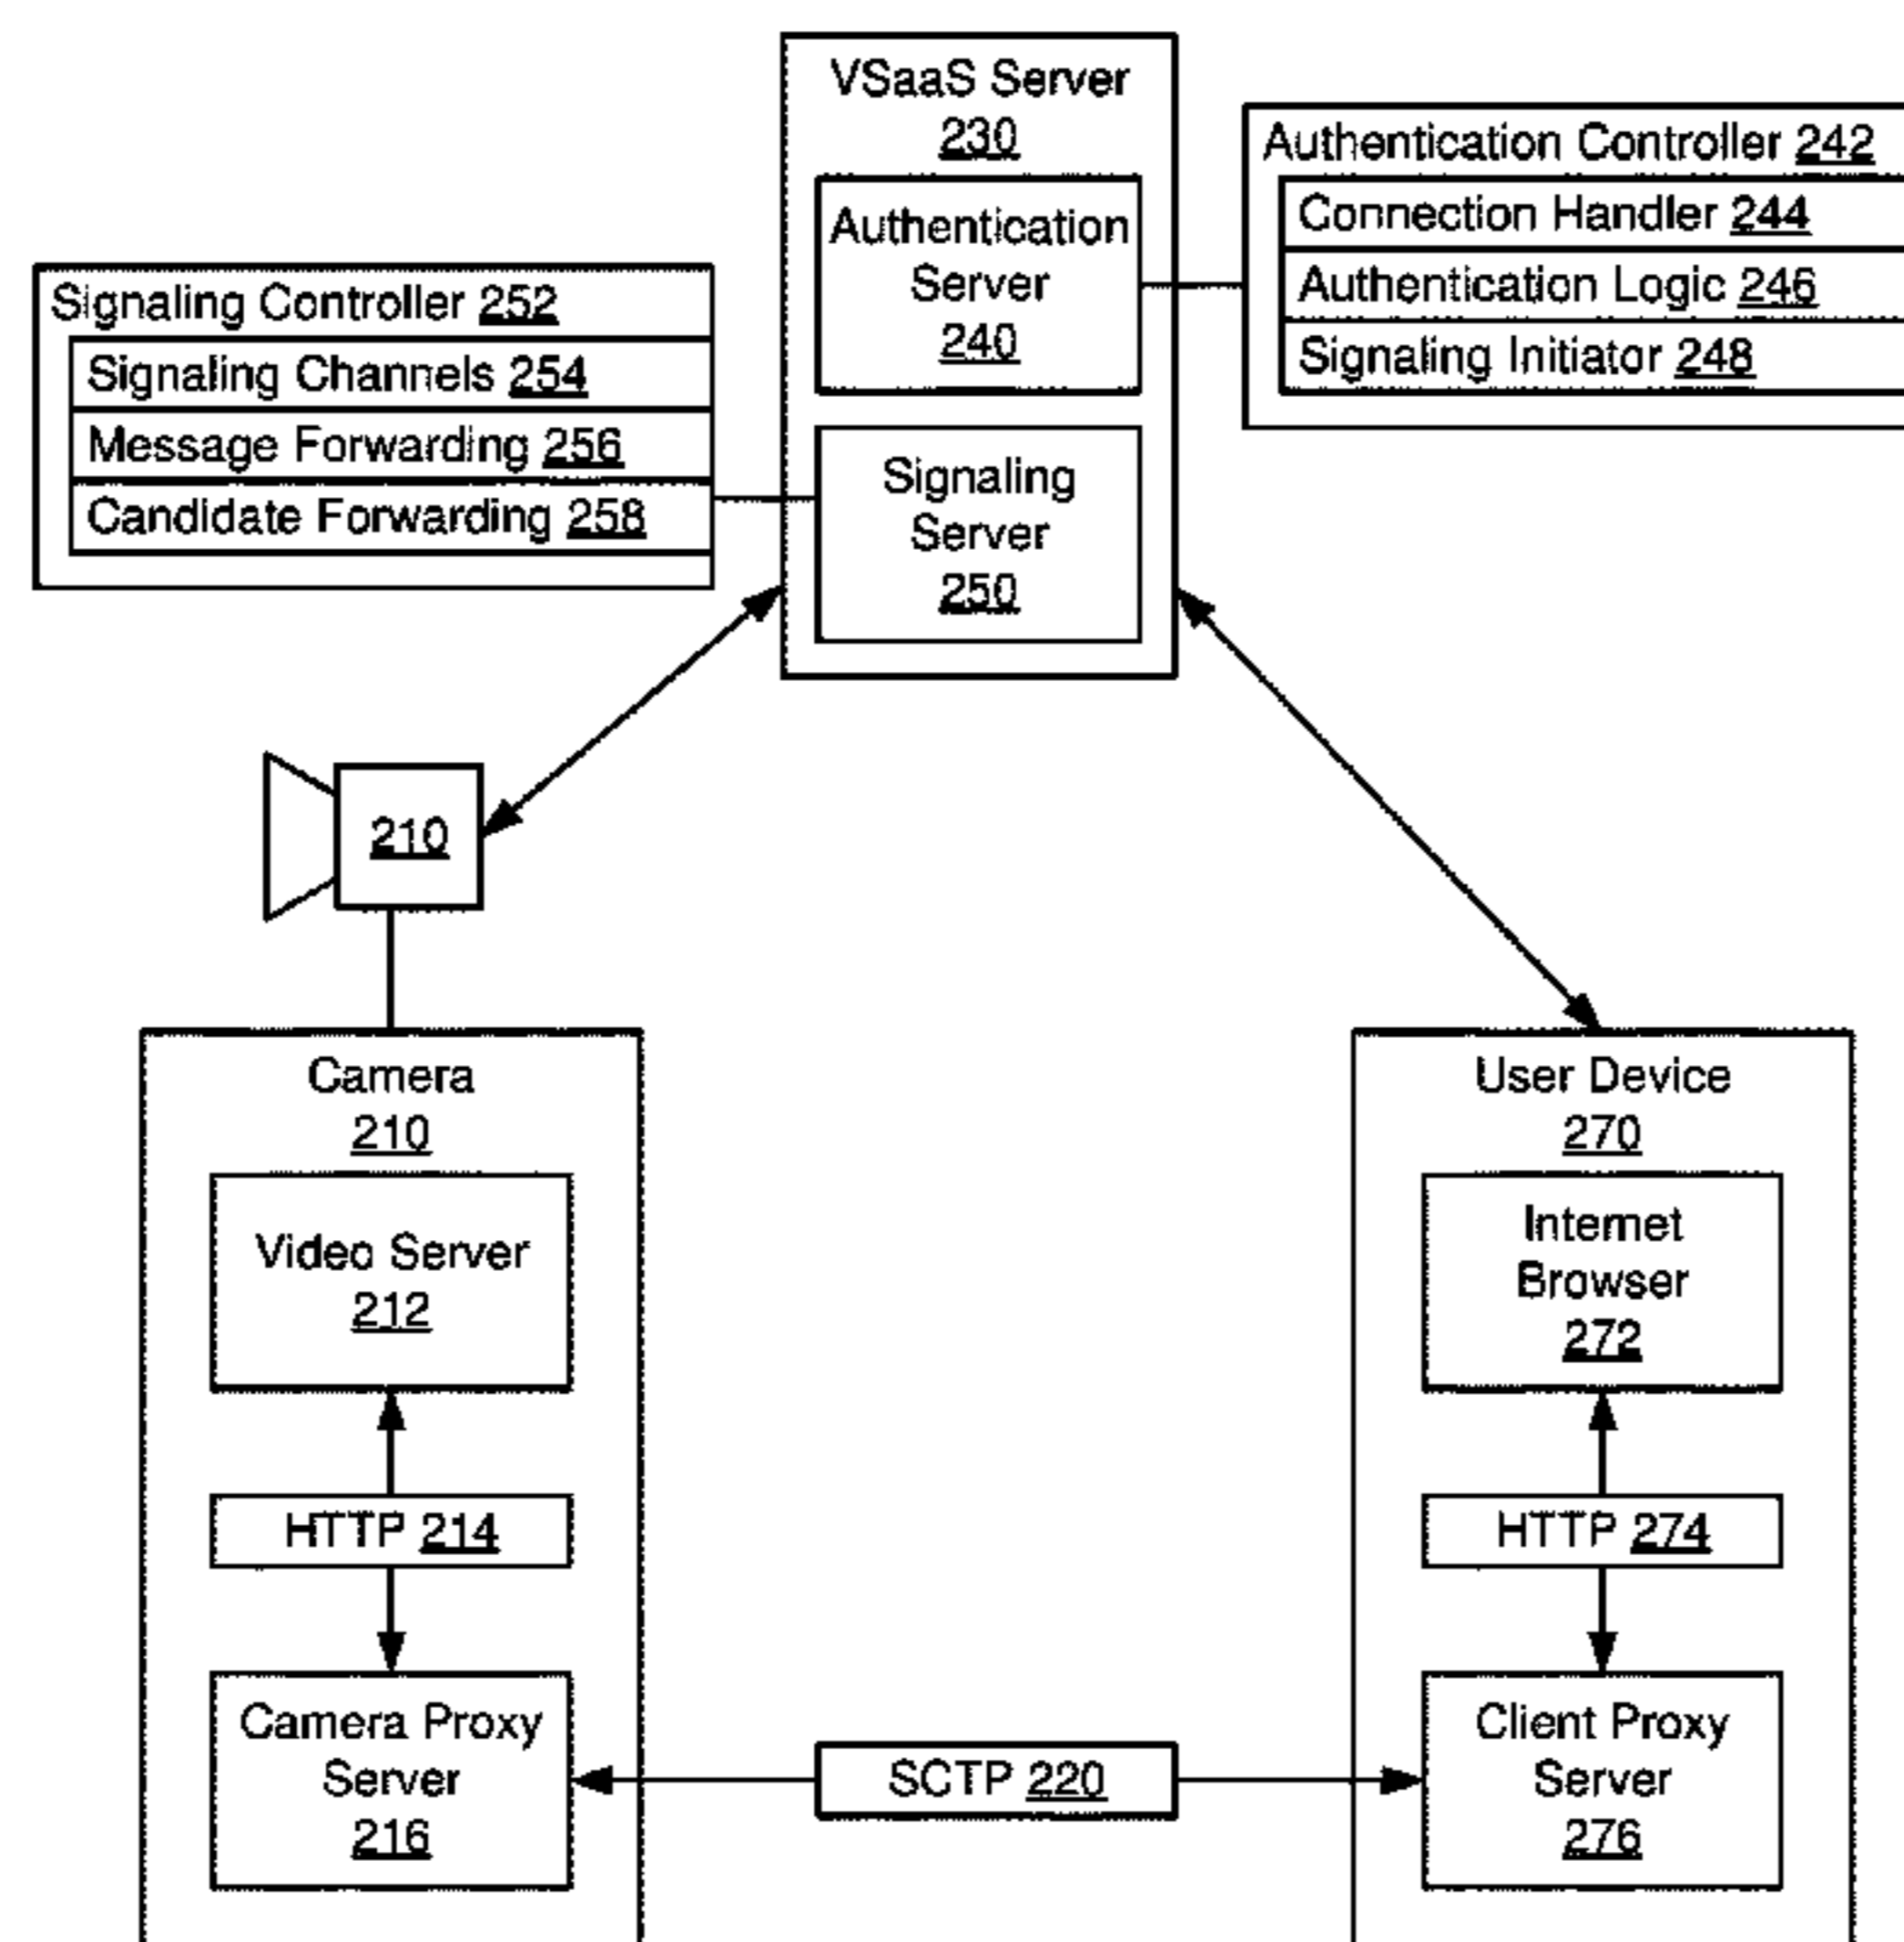 VSaaS Server
230
Authentication
Server
240
Signaling
Server
250
Authentication Controller 242
Connection Handler 244
Authentication Logic 246
Signaling Initiator 248
Signaling Controller 252
Signaling Channels 254
Message Forwarding 256
Candidate Forwarding 258
210
Camera
210
Video Server
212
HTTP 214
Camera Proxy
Server
216
SCTP 220
User Device
270
Internet
Browser
272
HTTP 274
Client Proxy
Server
276